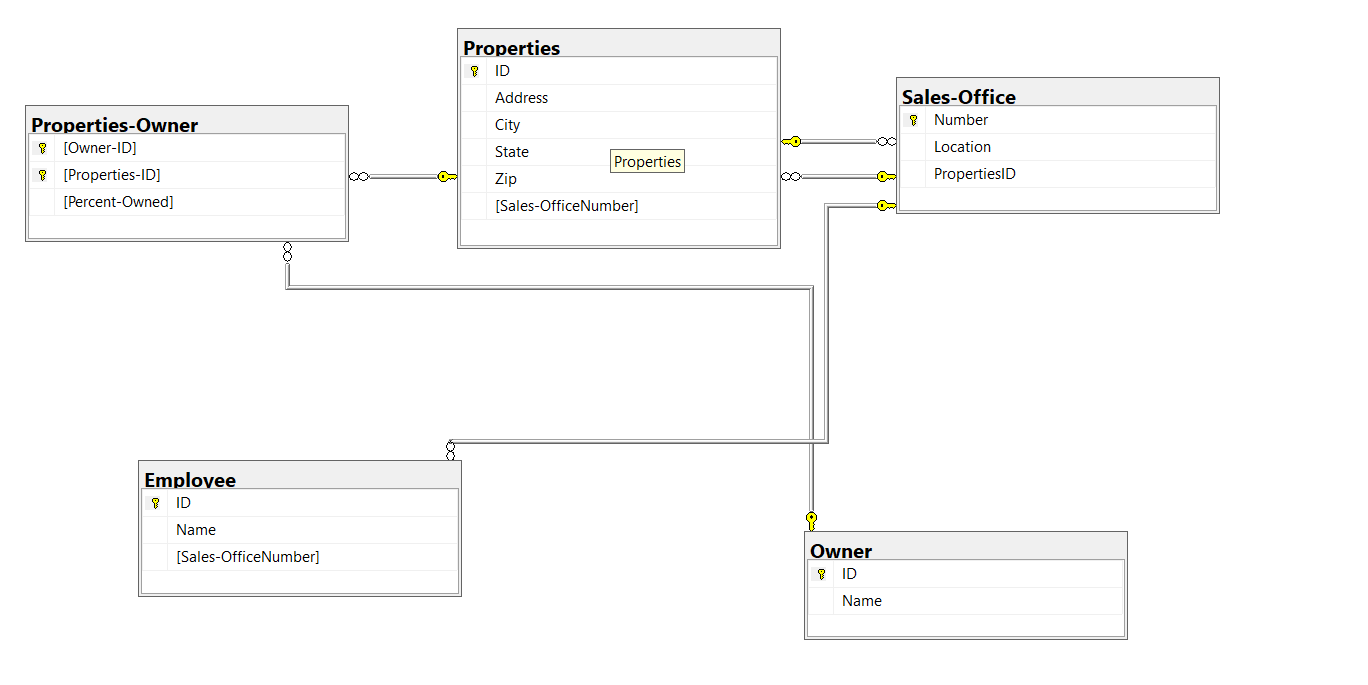 Properties-Owner
[Owner-ID]
[Properties-ID]
[Percent-Owned]
Properties
ID
Address
City
State
Zip
[Sales-OfficeNumber]
Properties
Sales-Office
Number
Location
PropertiesID
Employee
ID
Name
[Sales-OfficeNumber]
Owner
ID
Name